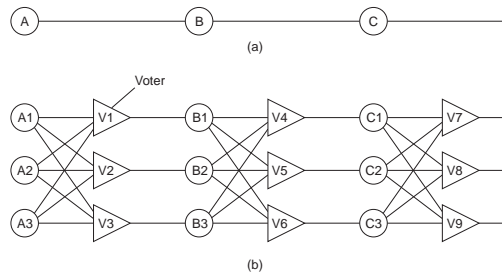 A B C
(a)
Voter
A1 V1 B1 V4 C1 V7
A2 V2 B2 V5 C2 V8
A3 V3 B3 V6 C3 V9
(b)